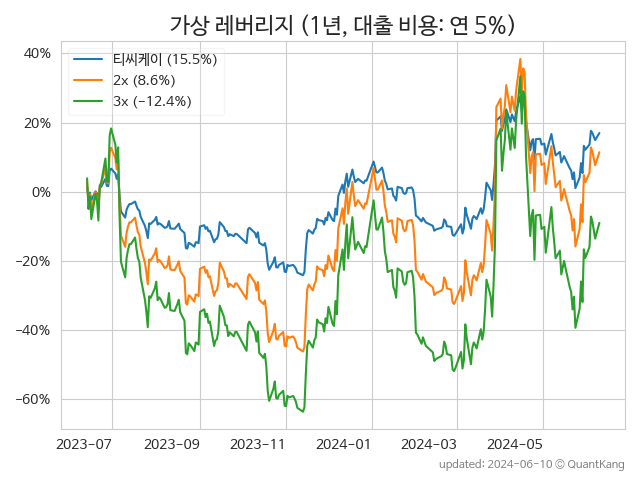 가상 레버리지 (1년, 대출 비용: 연 5%)
티씨케이 (15.5%)
2x (8.6%)
3x (−12.4%)
40%
20%
0%
−20%
−40%
−60%
2023-07
2023-09
2023-11
2024-01
2024-03
2024-05
updated: 2024-06-10 © QuantKang